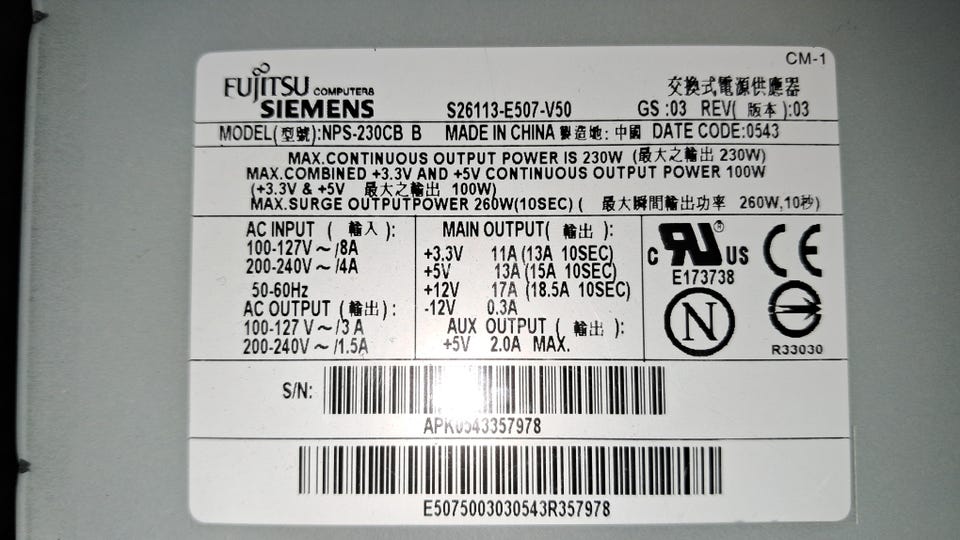 CM-1
FUJITSU COMPUTERS
SIEMENS
交換式電源供應器
S26113-E507-V50 GS :03 REV( 版本 ):03
MODEL(型號):NPS-230CB B MADE IN CHINA 製造地: 中國 DATE CODE:0543
MAX.CONTINUOUS OUTPUT POWER IS 230W (最大之輸出 230W)
MAX.COMBINED +3.3V AND +5V CONTINUOUS OUTPUT POWER 100W
(+3.3V & +5V 最大之輸出 100W)
MAX.SURGE OUTPUTPOWER 260W(10SEC) ( 最大瞬間輸出功率 260W,10秒)
AC INPUT ( 輸入 ):
100-127V ~ /8A
200-240V ~ /4A
50-60Hz
AC OUTPUT (輸出):
100-127 V ~ /3 A
200-240V ~ /1.5A
MAIN OUTPUT( 輸出 ):
+3.3V 11A (13A 10SEC)
+5V 13A (15A 10SEC)
+12V 17A (18.5A 10SEC)
-12V 0.3A
AUX OUTPUT ( 輸出 ):
+5V 2.0A MAX.
C RU ® US
E173738
CE
N
R33030
S/N:
APK0543357978
E5075003030543R357978